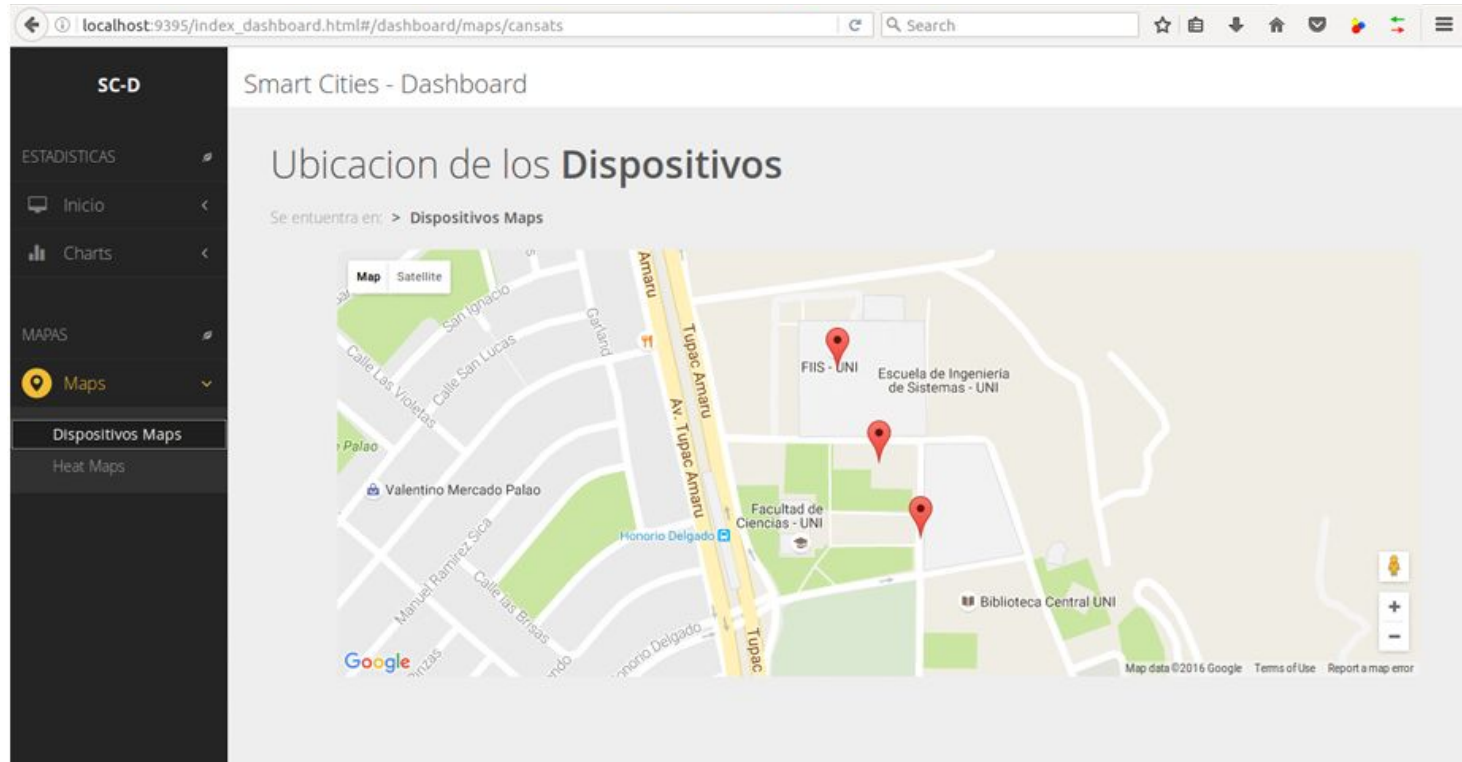 localhost:9395/index_dashboard.html#/dashboard/maps/cansats
Search
SC-D
Smart Cities - Dashboard
ESTADISTICAS
Inicio
Charts
MAPAS
Maps
Dispositivos Maps
Heat Maps
Ubicacion de los Dispositivos
Se entuentra en: > Dispositivos Maps
Map Satellite
San Ignacio
Calle San Lucas
Calle Las Violetas
Garland
Amaru
Tupac Amaru
Av. Tupac Amaru
FIIS - UNI
Escuela de Ingenieria
de Sistemas - UNI
Palao
Valentino Mercado Palao
Facultad de
Ciencias - UNI
Honorio Delgado
Manuel Ramirez Sica
Calle las Brisas
Biblioteca Central UNI
onorio Delgado
Tupac
Google
Map data ©2016 Google Terms of Use Report a map error
+
-